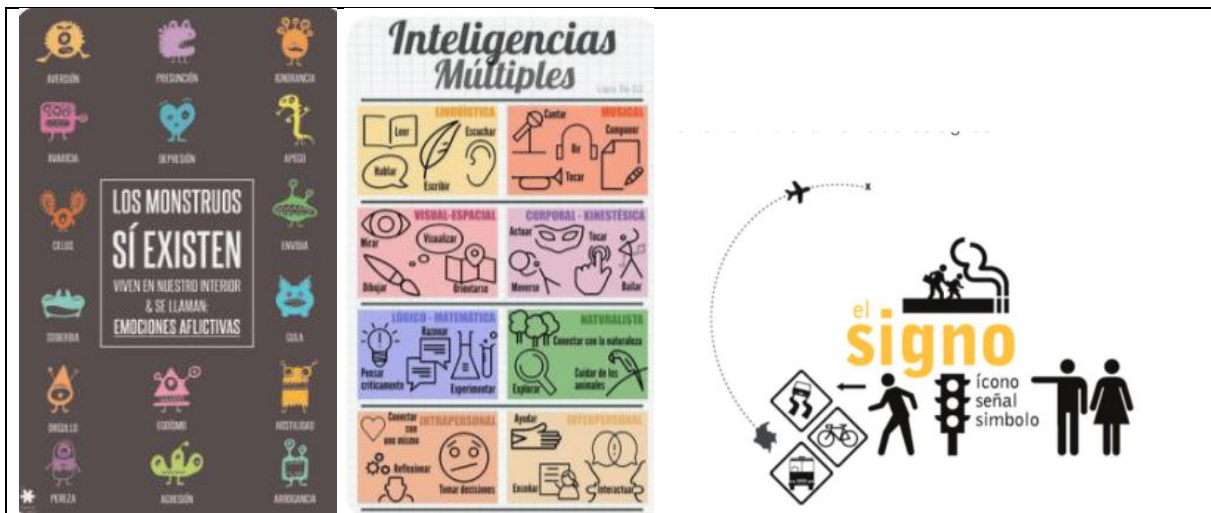 AVERSIÓN
PRESUNCIÓN
IGNORANCIA
AVARICIA
DEPRESIÓN
APEGO
LOS MONSTRUOS
SÍ EXISTEN
VIVEN EN NUESTRO INTERIOR
& SE LLAMAN:
EMOCIONES AFLICTIVAS
CELOS
ENVIDIA
SOBERBIA
GULA
ORGULLO
EGOÍSMO
HOSTILIDAD
PEREZA
AGRESIÓN
ARROGANCIA
Inteligencias
Múltiples
LINGÜÍSTICA
Leer
Escuchar
Hablar
Escribir
MUSICAL
Cantar
Componer
Oir
Tocar
VISUAL-ESPACIAL
Mirar
Visualizar
Dibujar
Orientarse
CORPORAL - KINESTÉSICA
Actuar
Tocar
Moverse
Bailar
LÓGICO - MATEMÁTICA
Razonar
Pensar
críticamente
Experimentar
NATURALISTA
Conectar con la naturaleza
Explorar
Cuidar de los
animales
INTRAPERSONAL
Conectar
con
uno mismo
Reflexionar
Tomar decisiones
INTERPERSONAL
Ayudar
Enseñar
Interactuar
x
el
signo
ícono
señal
simbolo